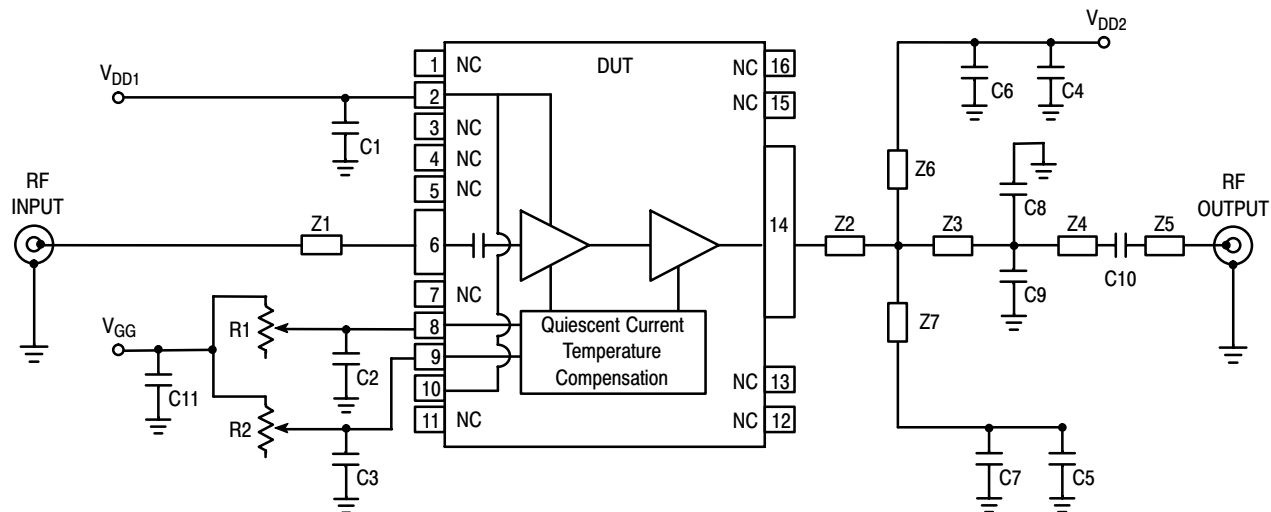 VDD1
C1
RF
INPUT
Z1
VGG
C11
R1
R2
C2
C3
DUT
1 NC
2
3 NC
4 NC
5 NC
6
7 NC
8
9
10
11 NC
Quiescent Current
Temperature
Compensation
NC 16
NC 15
14
NC 13
NC 12
VDD2
C6
C4
Z6
Z2
Z3
C8
C9
Z4
C10
Z5
RF
OUTPUT
Z7
C7
C5